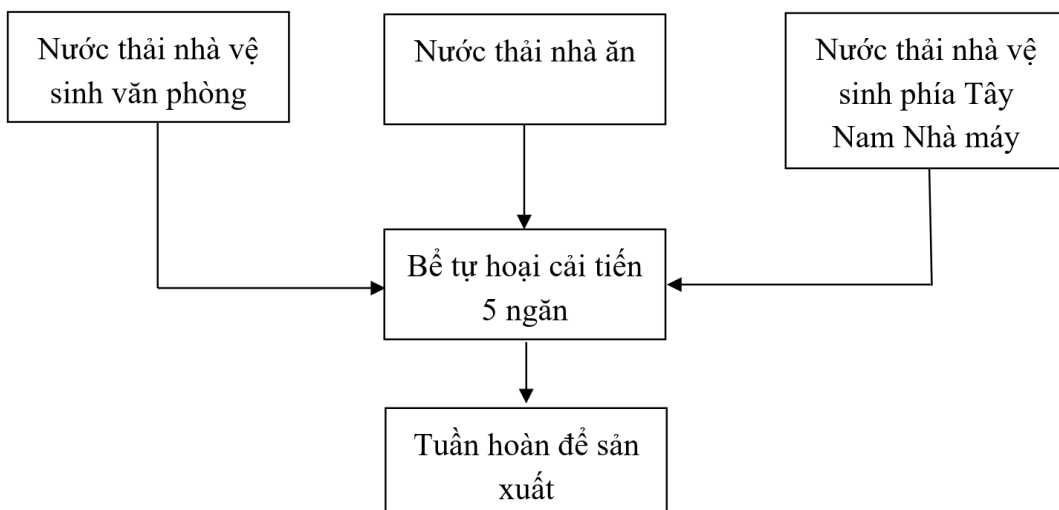 Nước thải nhà vệ
sinh văn phòng
Nước thải nhà ăn
Nước thải nhà vệ
sinh phía Tây
Nam Nhà máy
Bể tự hoại cải tiến
5 ngăn
Tuần hoàn để sản
xuất